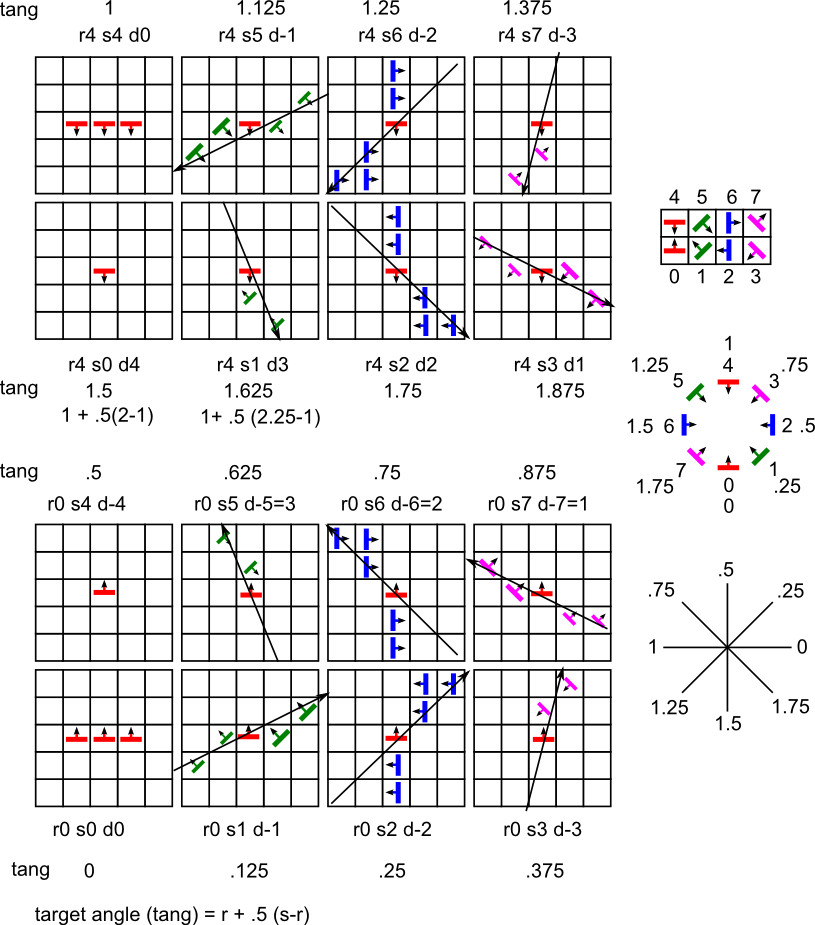 tang 1 1.125 1.25 1.375
r4 s4 d0 r4 s5 d-1 r4 s6 d-2 r4 s7 d-3
4 5 6 7
0 1 2 3
r4 s0 d4 r4 s1 d3 r4 s2 d2 r4 s3 d1
tang 1.5 1.625 1.75 1.875
1 + .5(2-1) 1+ .5 (2.25-1)
1
1.25 4 .75
5 3
1.5 6 2 .5
7 1
1.75 0 .25
0
tang .5 .625 .75 .875
r0 s4 d-4 r0 s5 d-5=3 r0 s6 d-6=2 r0 s7 d-7=1
.5
.75 .25
1 0
1.25 1.75
1.5
r0 s0 d0 r0 s1 d-1 r0 s2 d-2 r0 s3 d-3
tang 0 .125 .25 .375
target angle (tang) = r + .5 (s-r)